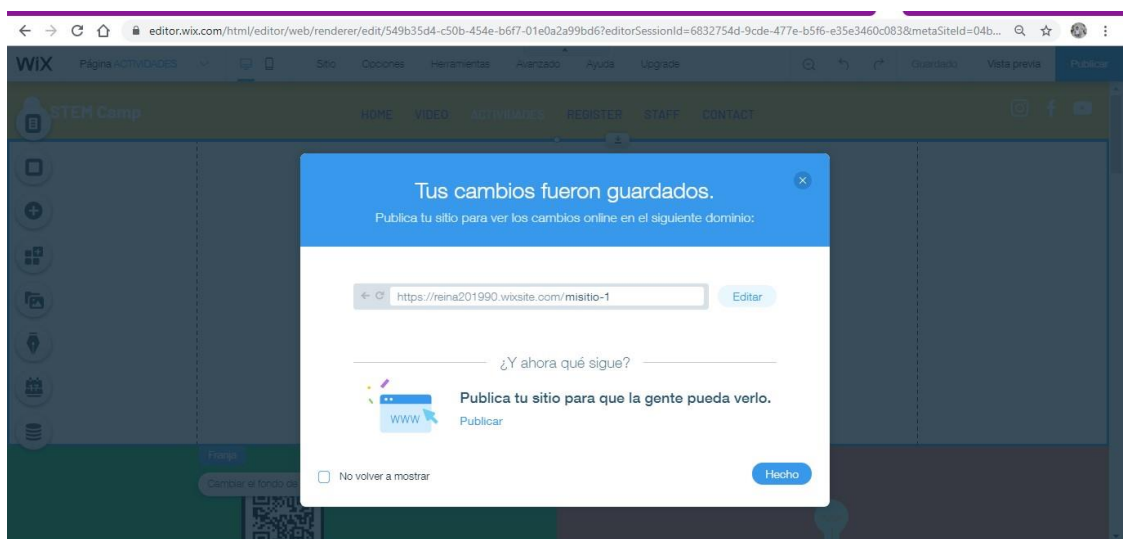 editor.wix.com/html/editor/web/renderer/edit/549b35d4-c50b-454e-b6f7-01e0a2a99bd6?editorSessionId=6832754d-9cde-477e-b5f6-e35e3460c083&metaSiteId=04b...
WiX Página ACTIVIDADES Sitio Opciones Herramientas Avanzado Ayuda Upgrade Guardado Vista previa Publicar
STEM Camp HOME VIDEO ACTIVIDADES REGISTER STAFF CONTACT
Tus cambios fueron guardados.
Publica tu sitio para ver los cambios online en el siguiente dominio:
https://reina201990.wixsite.com/misitio-1 Editar
¿Y ahora qué sigue?
Publica tu sitio para que la gente pueda verlo.
WWW Publicar
Franja
Cambiar el fondo de
No volver a mostrar Hecho